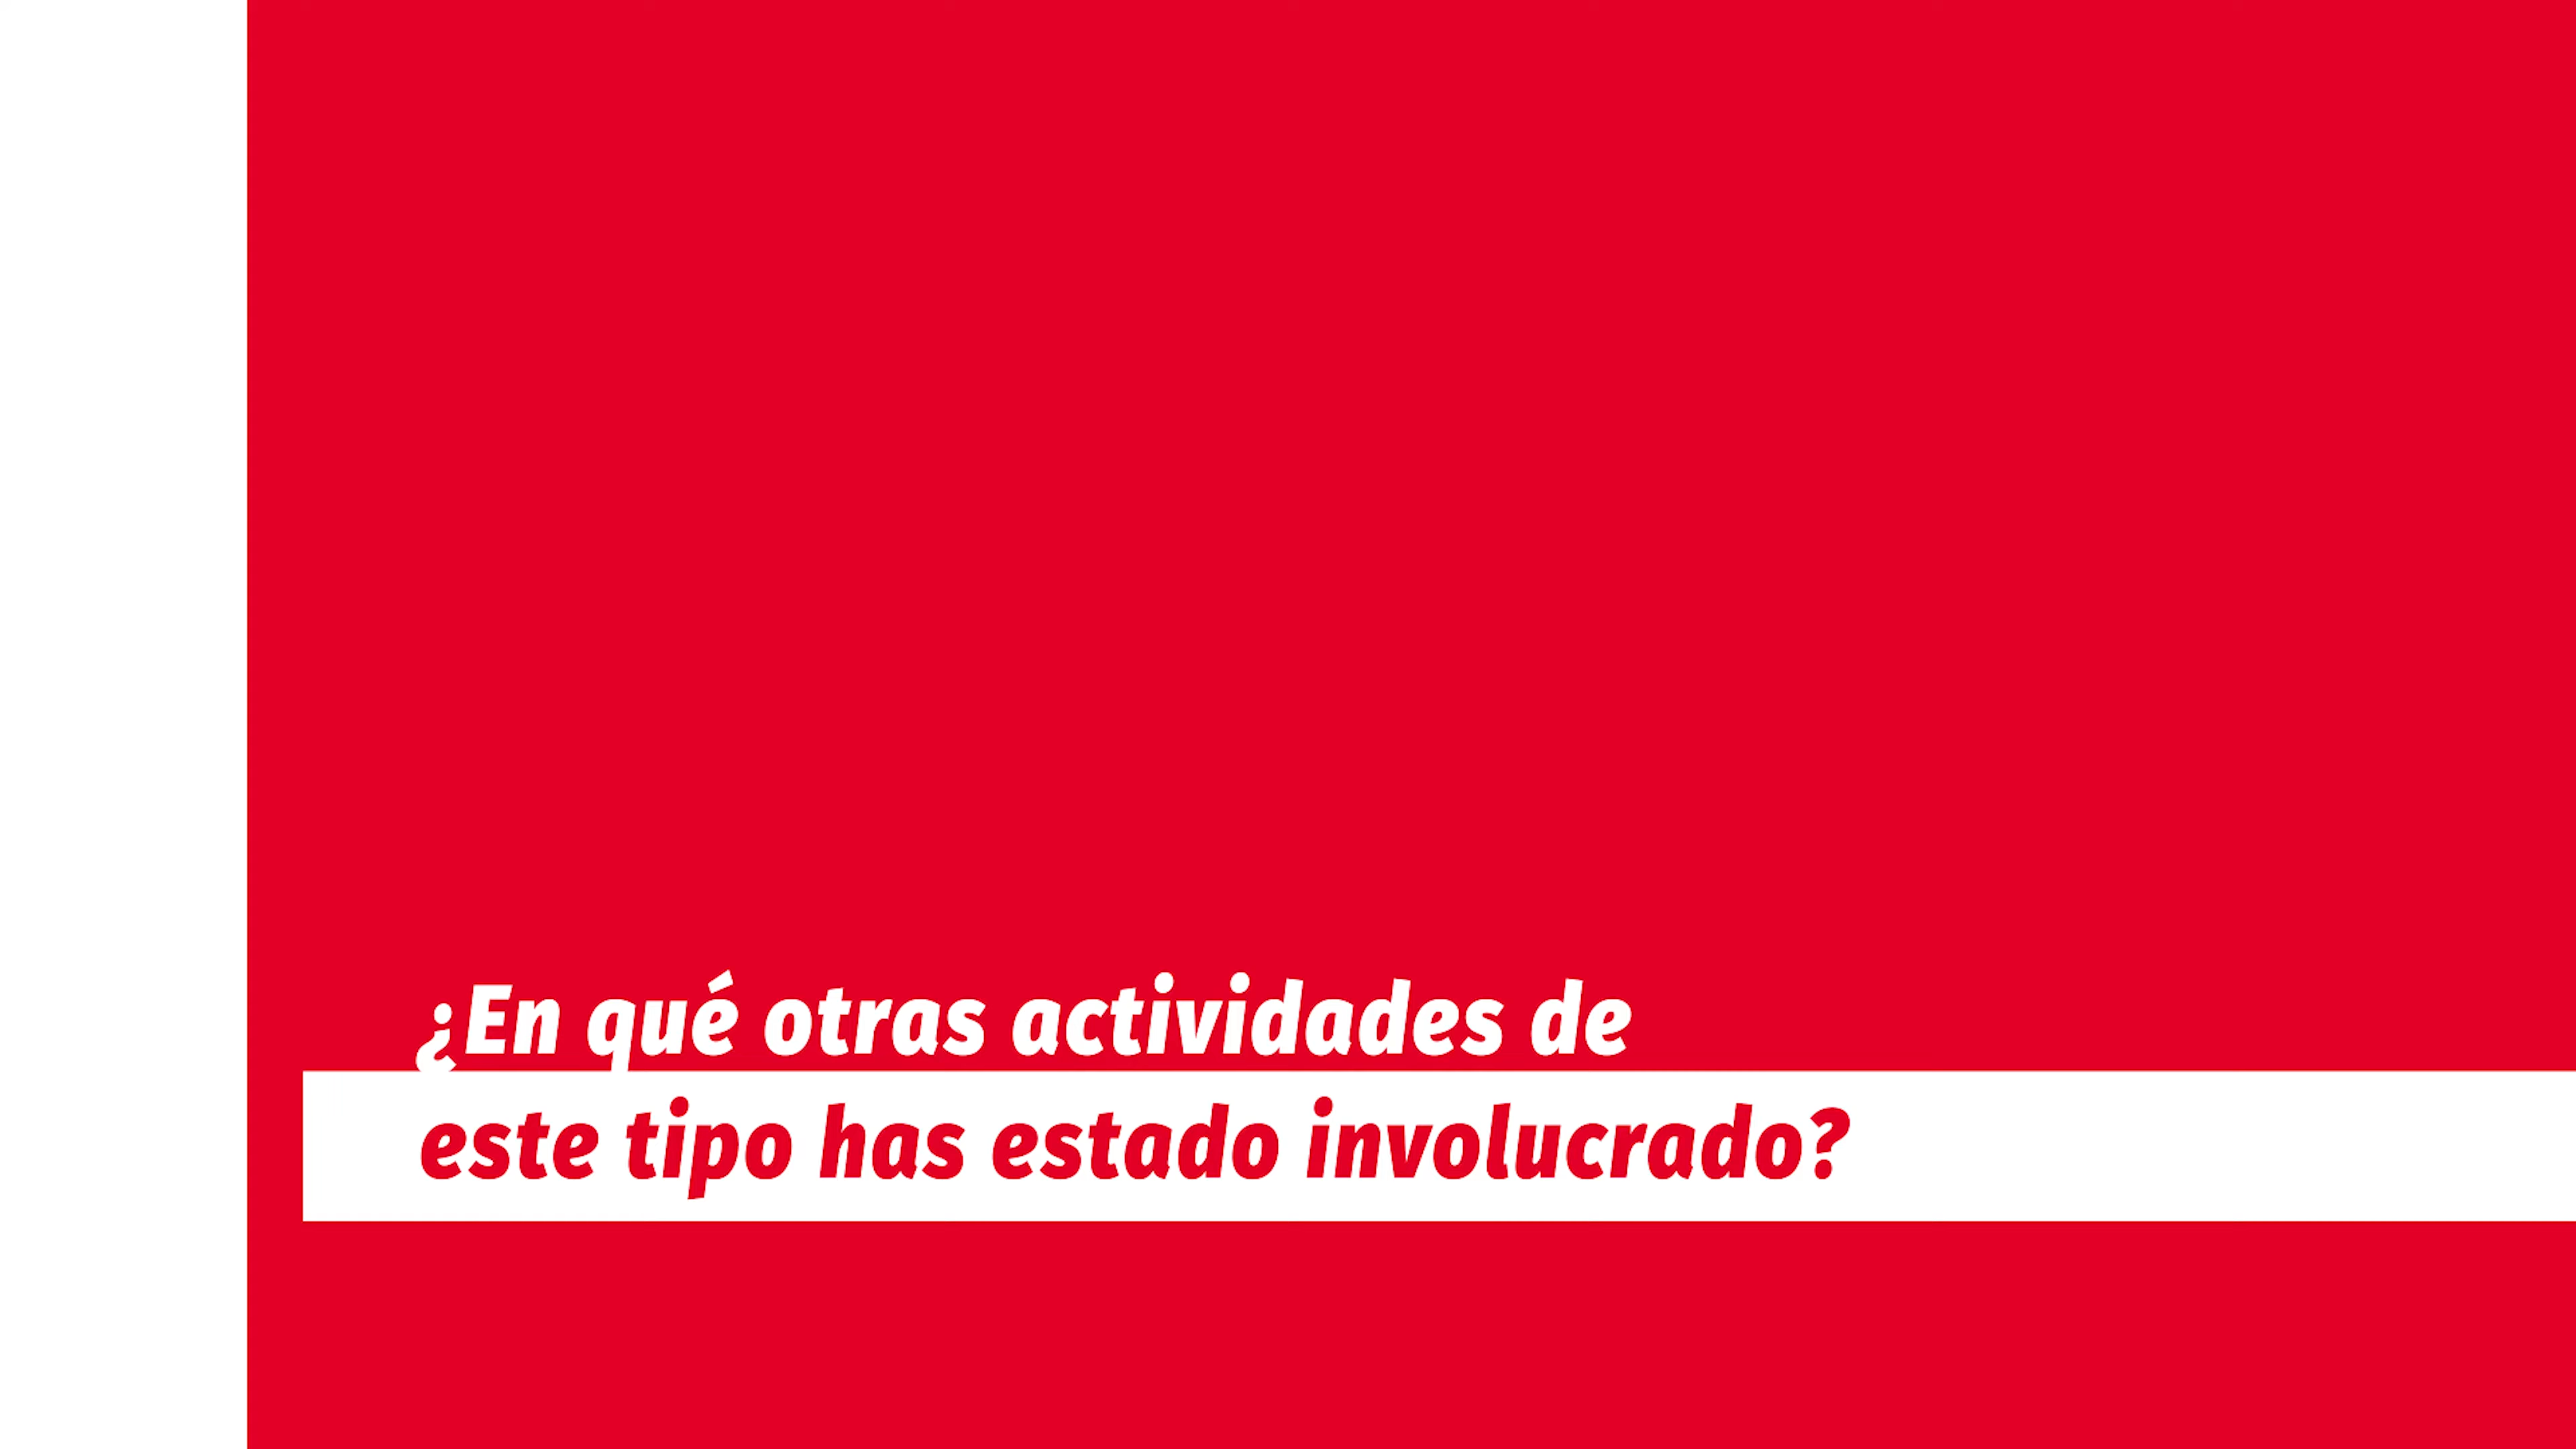 ¿En qué otras actividades de
este tipo has estado involucrado?